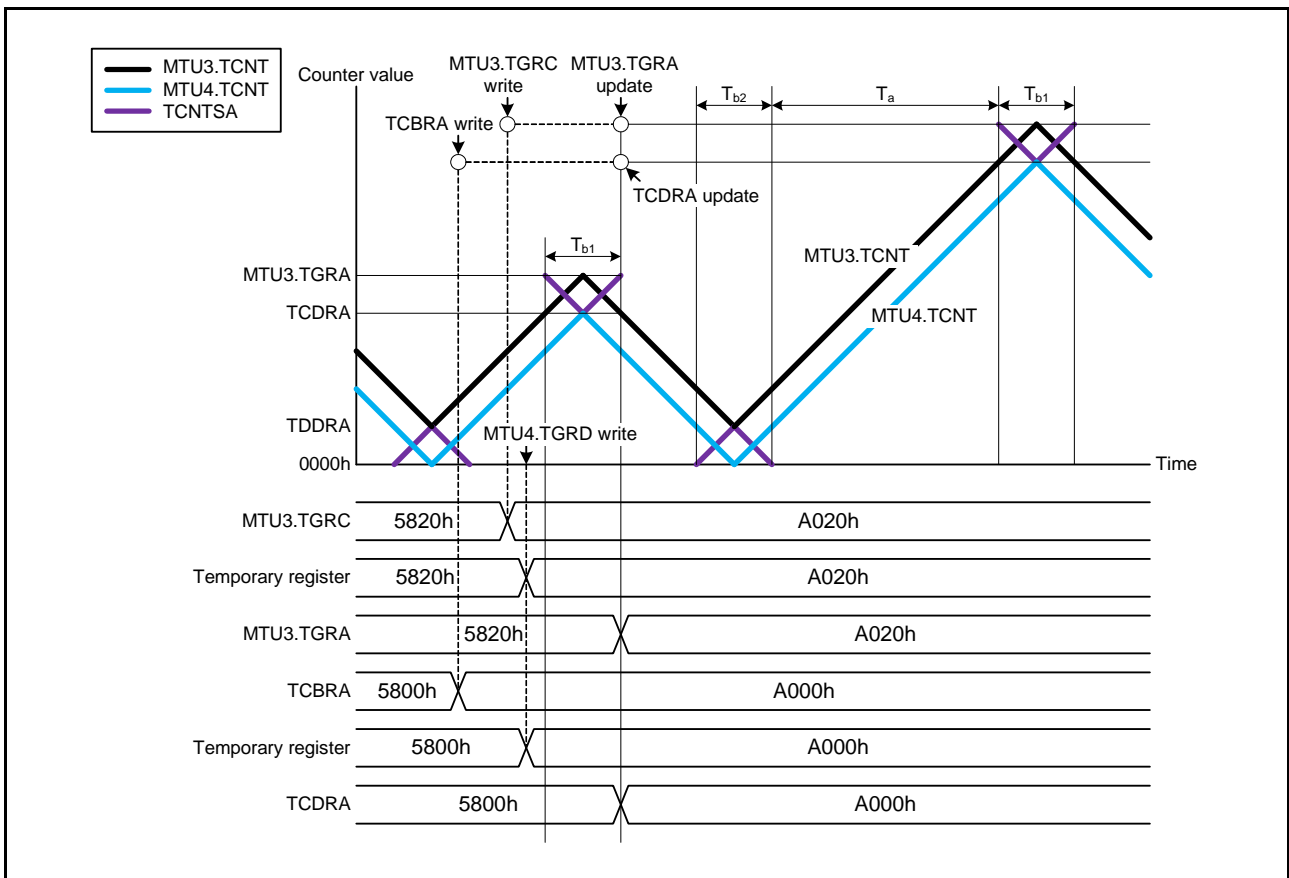 MTU3.TCNT
MTU4.TCNT
TCNTSA
Counter value
MTU3.TGRC
write
MTU3.TGRA
update
Tb2
Ta
Tb1
TCBRA write
TCDRA update
Tb1
MTU3.TCNT
MTU3.TGRA
TCDRA
MTU4.TCNT
TDDRA
MTU4.TGRD write
0000h
Time
MTU3.TGRC 5820h A020h
Temporary register 5820h A020h
MTU3.TGRA 5820h A020h
TCBRA 5800h A000h
Temporary register 5800h A000h
TCDRA 5800h A000h